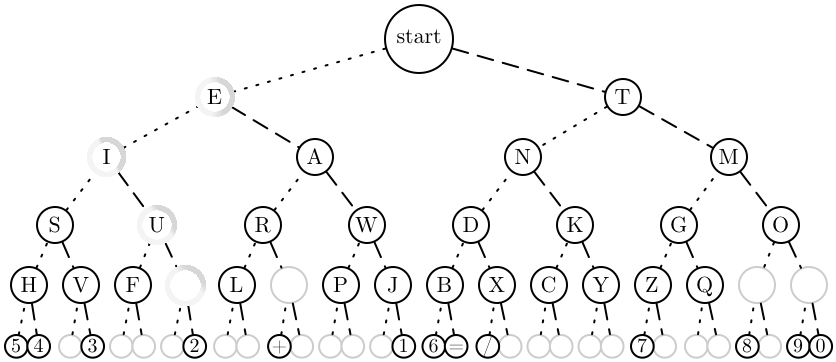 start
E T
I A N M
S U R W D K G O
H V F L P J B X C Y Z Q
5 4 3 2 + 1 6 = / 7 8 9 0